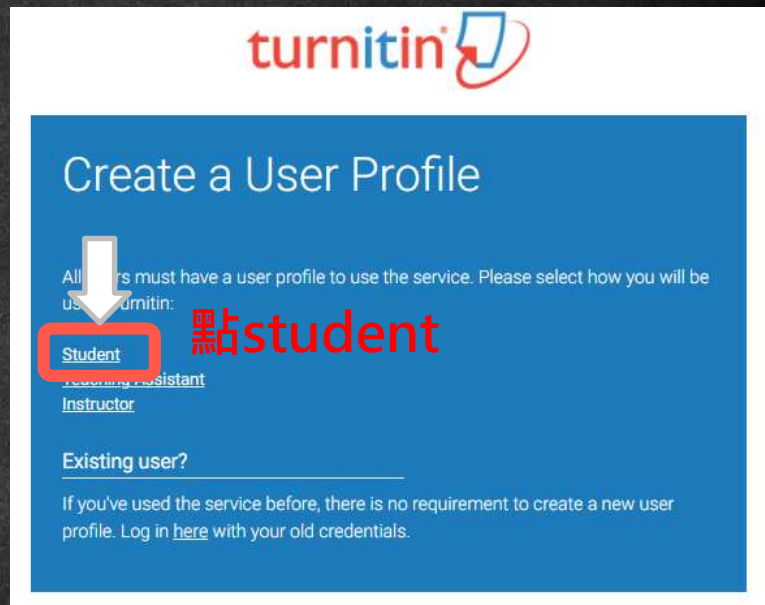 turnitin
Create a User Profile
All must have a user profile to use the service. Please select how you will be
點student
Student
Assistant
Instructor
Existing user?
If you've used the service before, there is no requirement to create a new user
profile. Log in here with your old credentials.